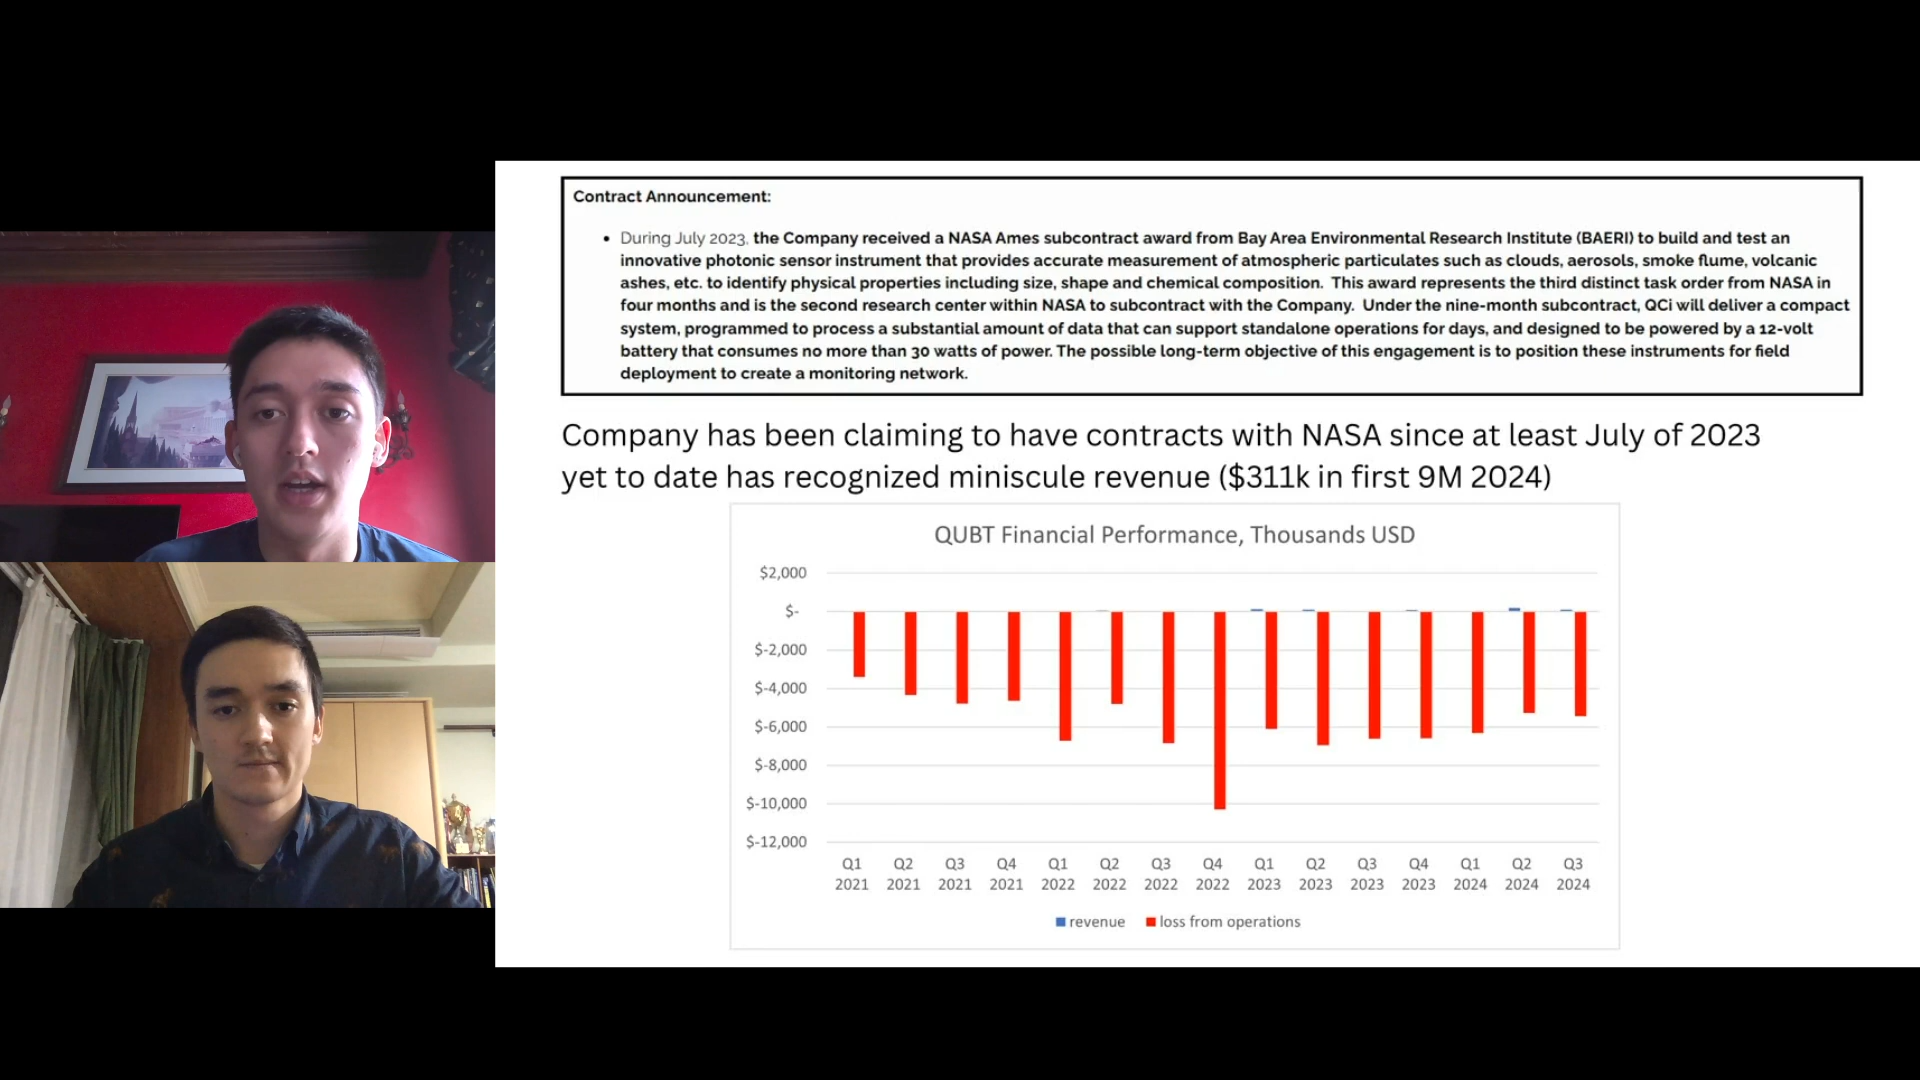 Contract Announcement:
• During July 2023, the Company received a NASA Ames subcontract award from Bay Area Environmental Research Institute (BAERI) to build and test an
innovative photonic sensor instrument that provides accurate measurement of atmospheric particulates such as clouds, aerosols, smoke flume, volcanic
ashes, etc. to identify physical properties including size, shape and chemical composition. This award represents the third distinct task order from NASA in
four months and is the second research center within NASA to subcontract with the Company. Under the nine-month subcontract, QCi will deliver a compact
system, programmed to process a substantial amount of data that can support standalone operations for days, and designed to be powered by a 12-volt
battery that consumes no more than 30 watts of power. The possible long-term objective of this engagement is to position these instruments for field
deployment to create a monitoring network.
Company has been claiming to have contracts with NASA since at least July of 2023
yet to date has recognized miniscule revenue ($311k in first 9M 2024)
QUBT Financial Performance, Thousands USD
$2,000
$-
$-2,000
$-4,000
$-6,000
$-8,000
$-10,000
$-12,000
Q1 Q2 Q3 Q4 Q1 Q2 Q3 Q4 Q1 Q2 Q3 Q4 Q1 Q2 Q3
2021 2021 2021 2021 2022 2022 2022 2022 2023 2023 2023 2023 2024 2024 2024
revenue loss from operations